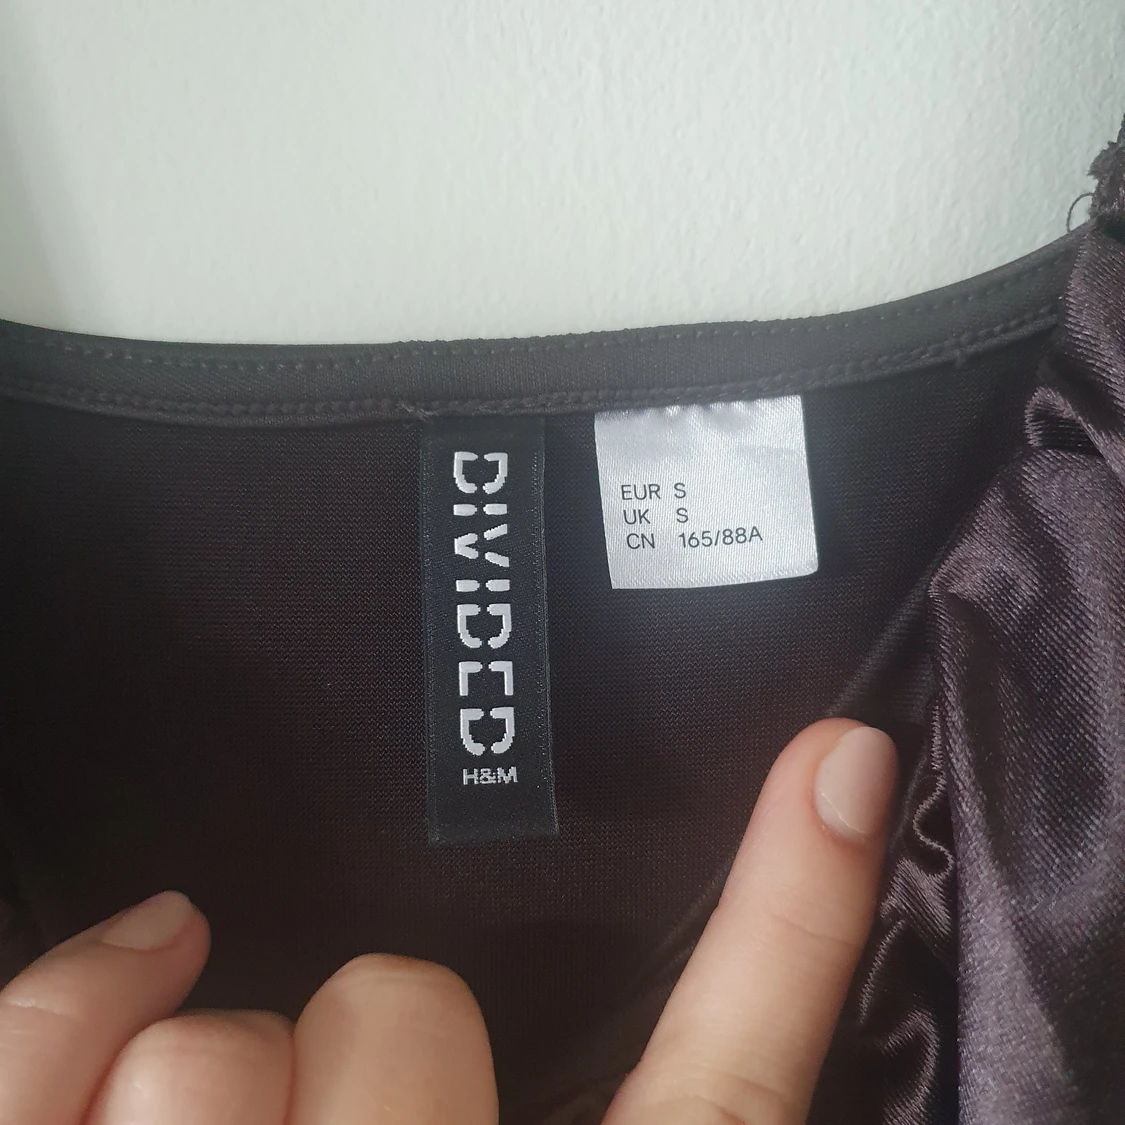 DIVIDED
H&M
EUR S
UK S
CN 165/88A